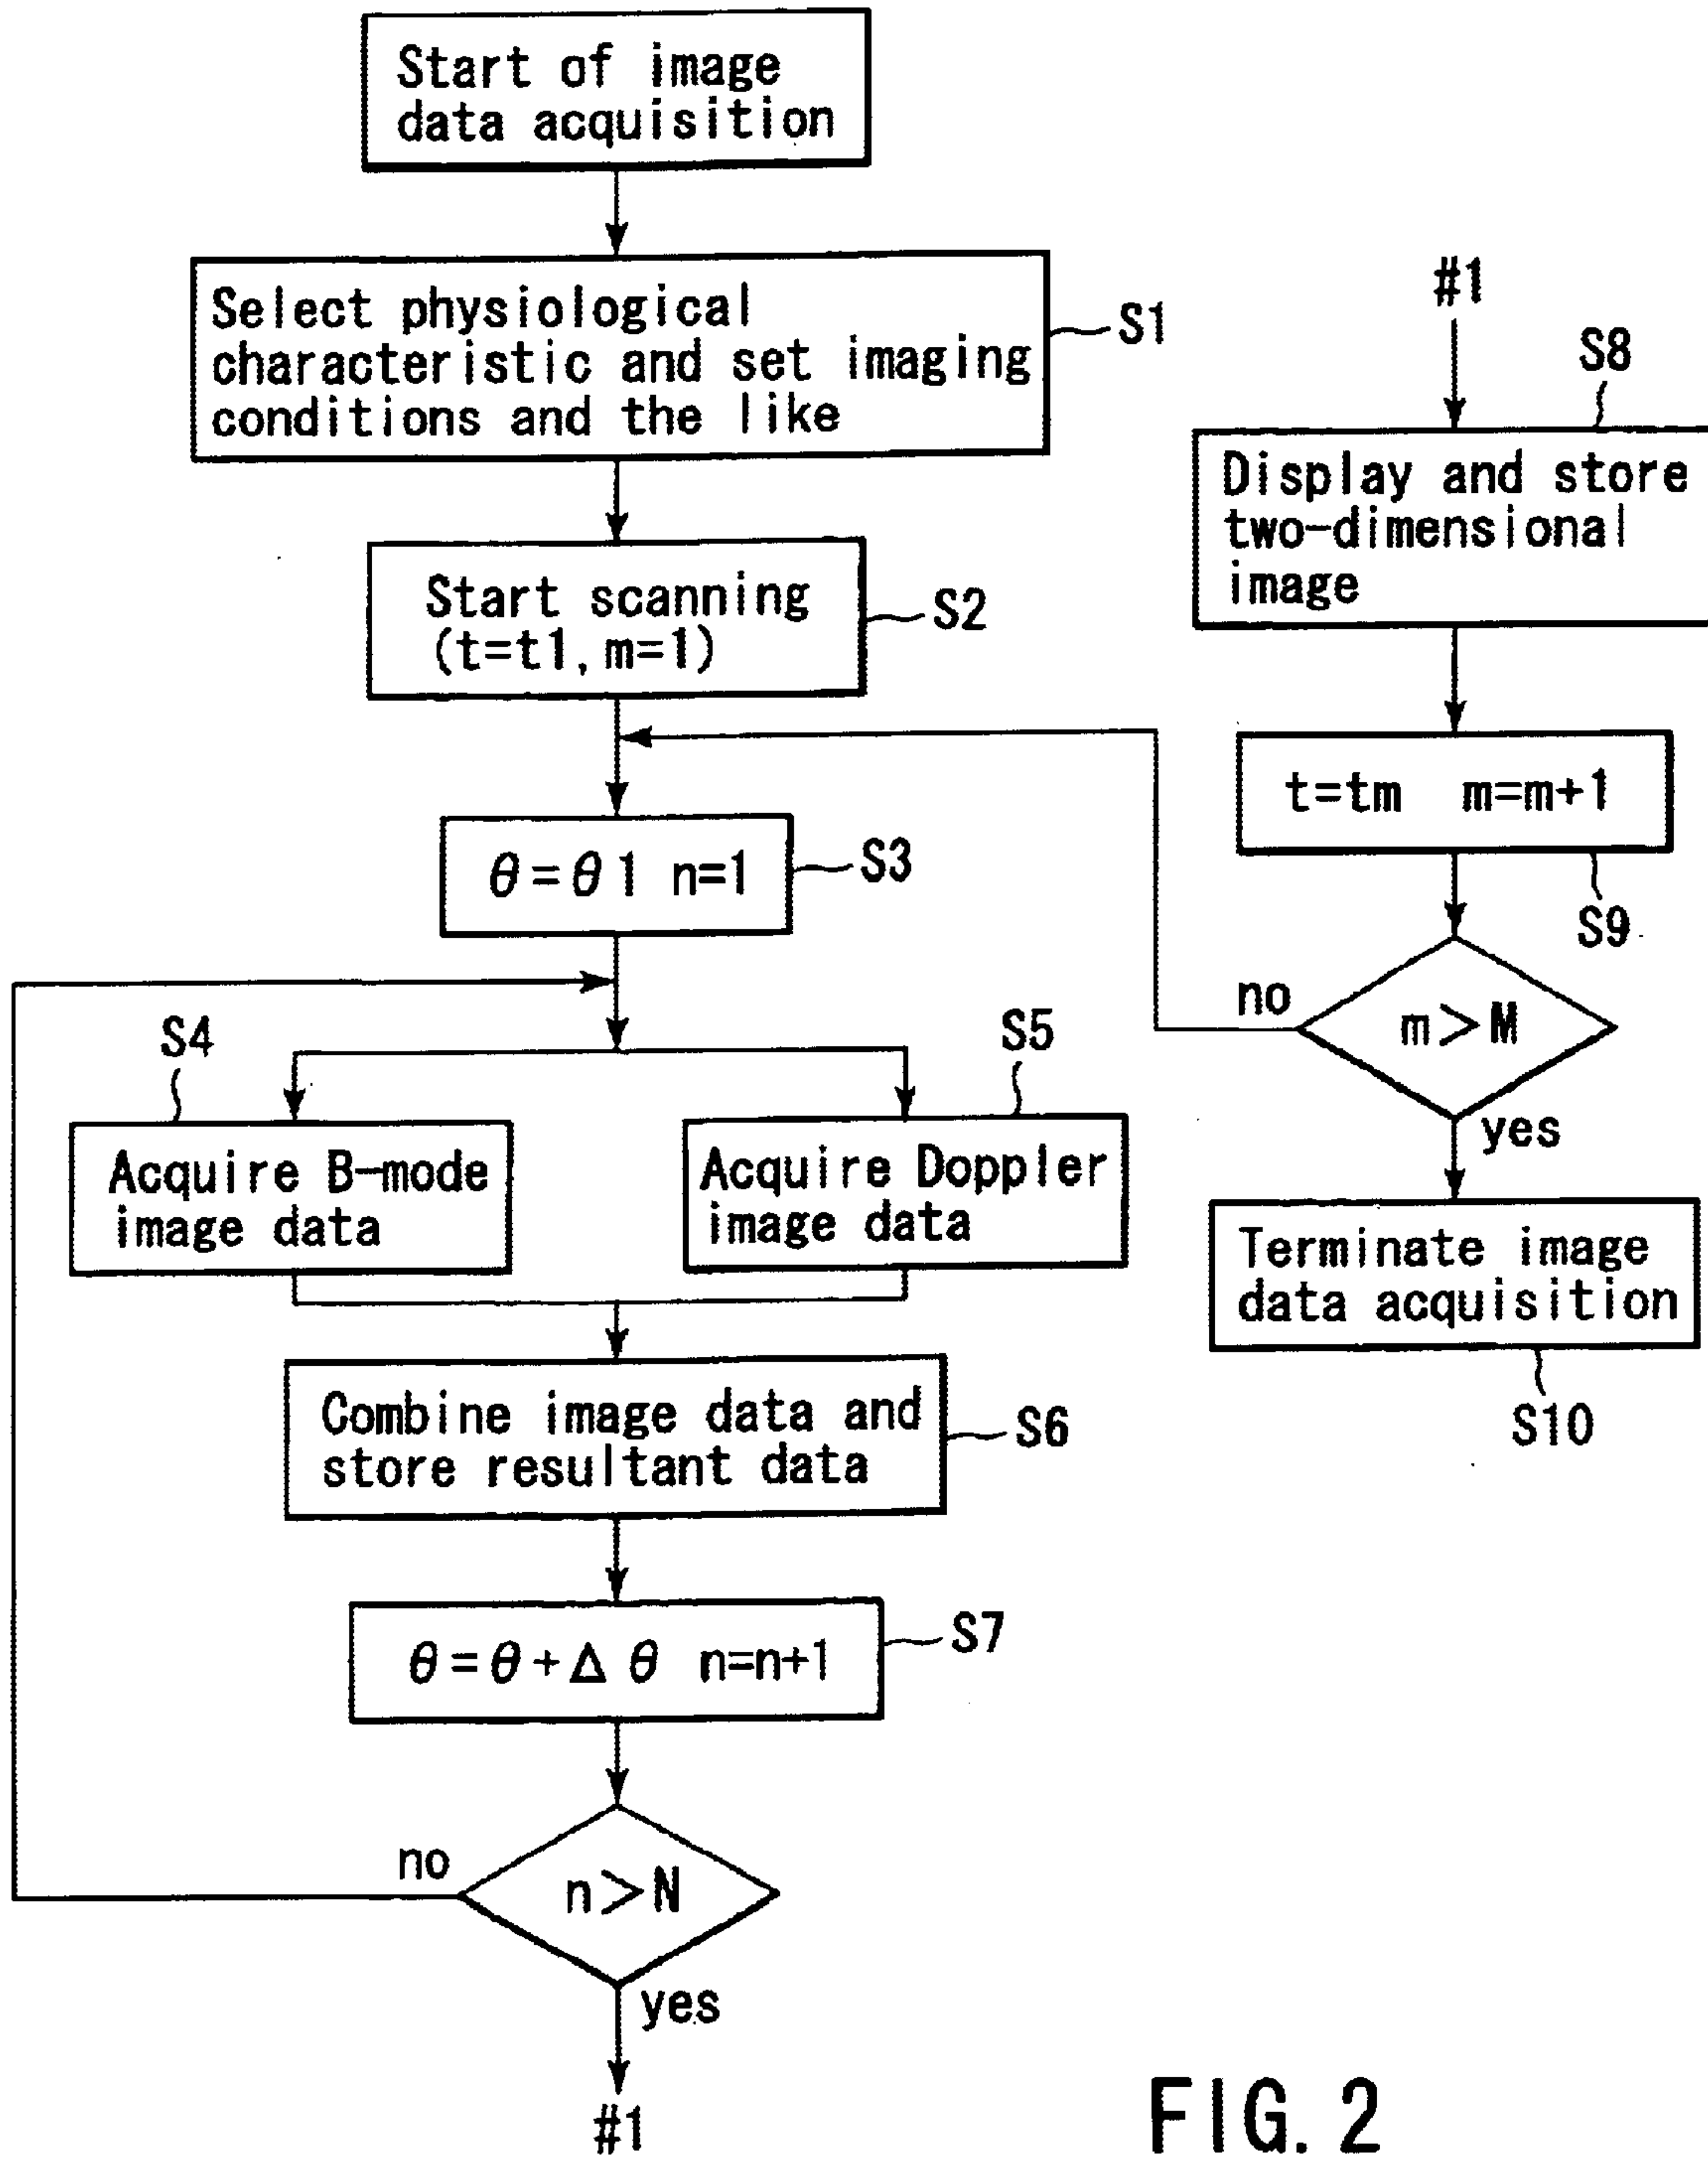 Start of image
data acquisition
Select physiological
characteristic and set imaging
conditions and the like
S1
Start scanning
(t=t1, m=1)
S2
θ=θ1 n=1
S3
S4
Acquire B-mode
image data
S5
Acquire Doppler
image data
Combine image data and
store resultant data
S6
θ=θ+Δθ n=n+1
S7
n>N
no
yes
#1
#1
S8
Display and store
two-dimensional
image
t=tm m=m+1
S9
m>M
no
yes
Terminate image
data acquisition
S10
FIG. 2